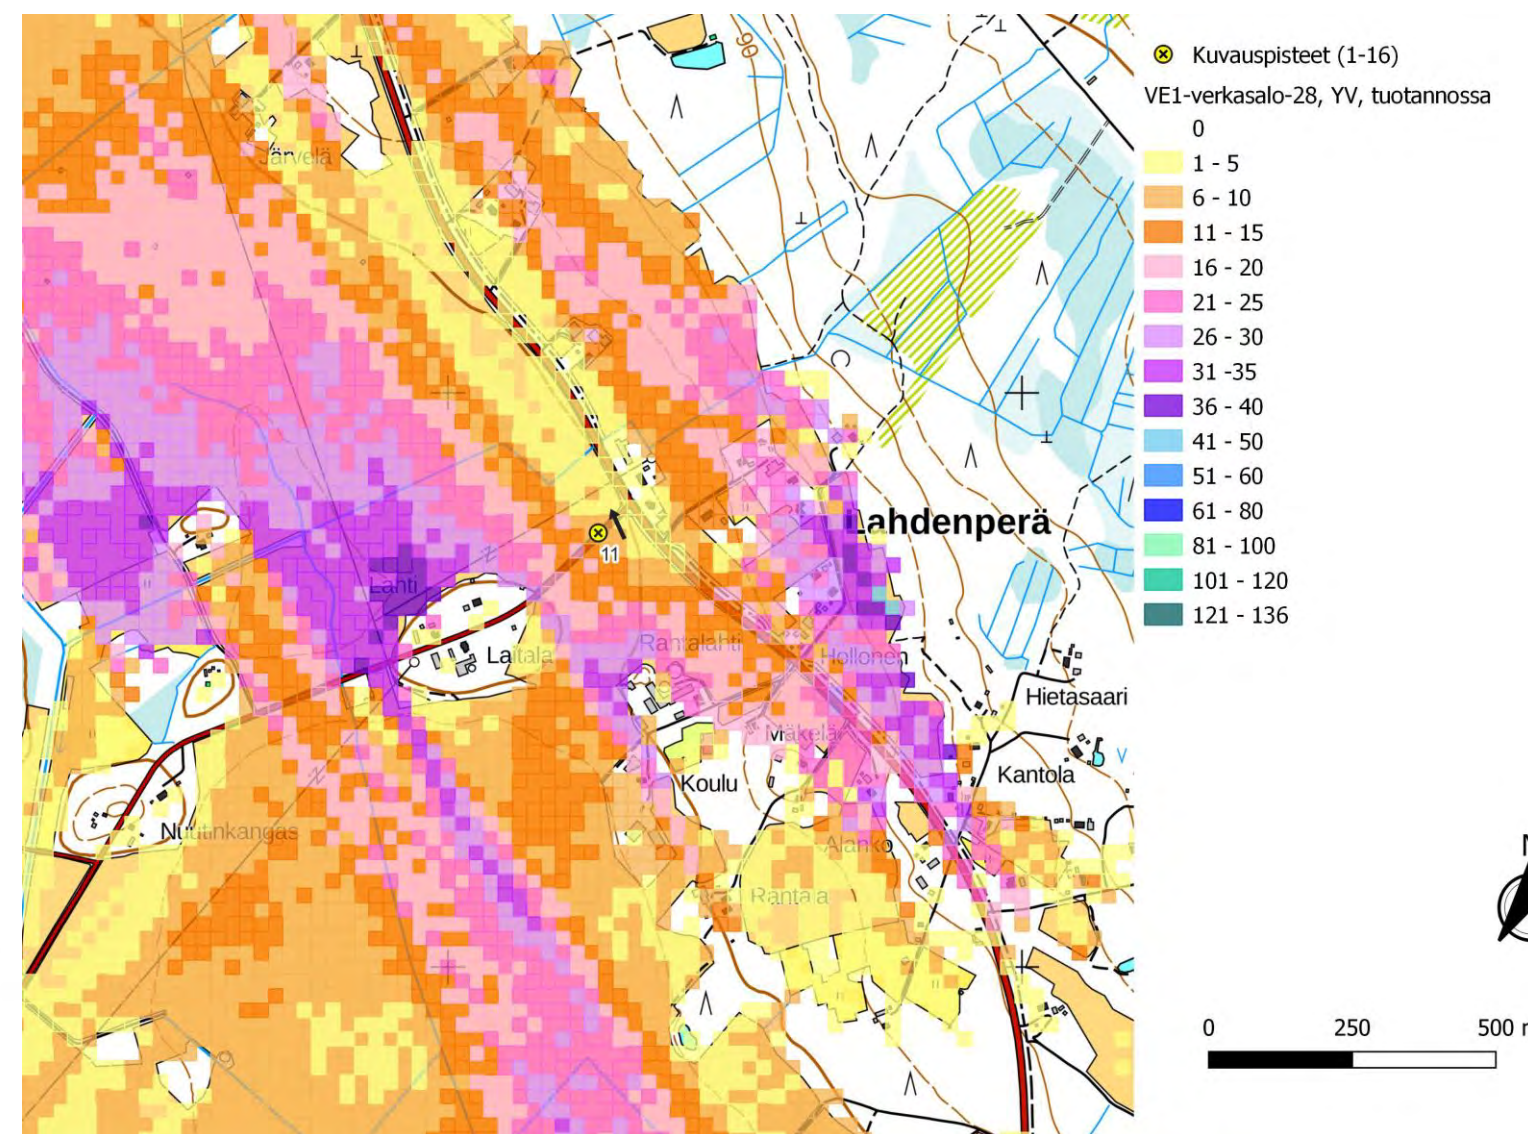 Kuvauspisteet (1-16)
VE1-verkasalo-28, YV, tuotannossa
0
1 - 5
6 - 10
11 - 15
16 - 20
21 - 25
26 - 30
31 -35
36 - 40
41 - 50
51 - 60
61 - 80
81 - 100
101 - 120
121 - 136
90
Järvelä
Lahdenperä
11
Lahti
Laitala
Rantalahti
Hollonen
Hietasaari
Mäkelä
Kantola
Koulu
Nuutinkangas
Alanko
Rantala
N
0 250 500 m